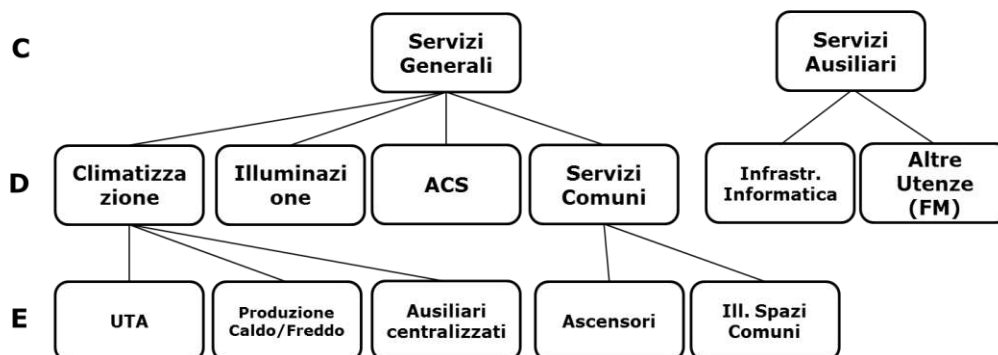 C
Servizi
Generali
Servizi
Ausiliari
D
Climatizza
zione
Illuminazi
one
ACS
Servizi
Comuni
Infrastr.
Informatica
Altre
Utenze
(FM)
E
UTA
Produzione
Caldo/Freddo
Ausiliari
centralizzati
Ascensori
Ill. Spazi
Comuni